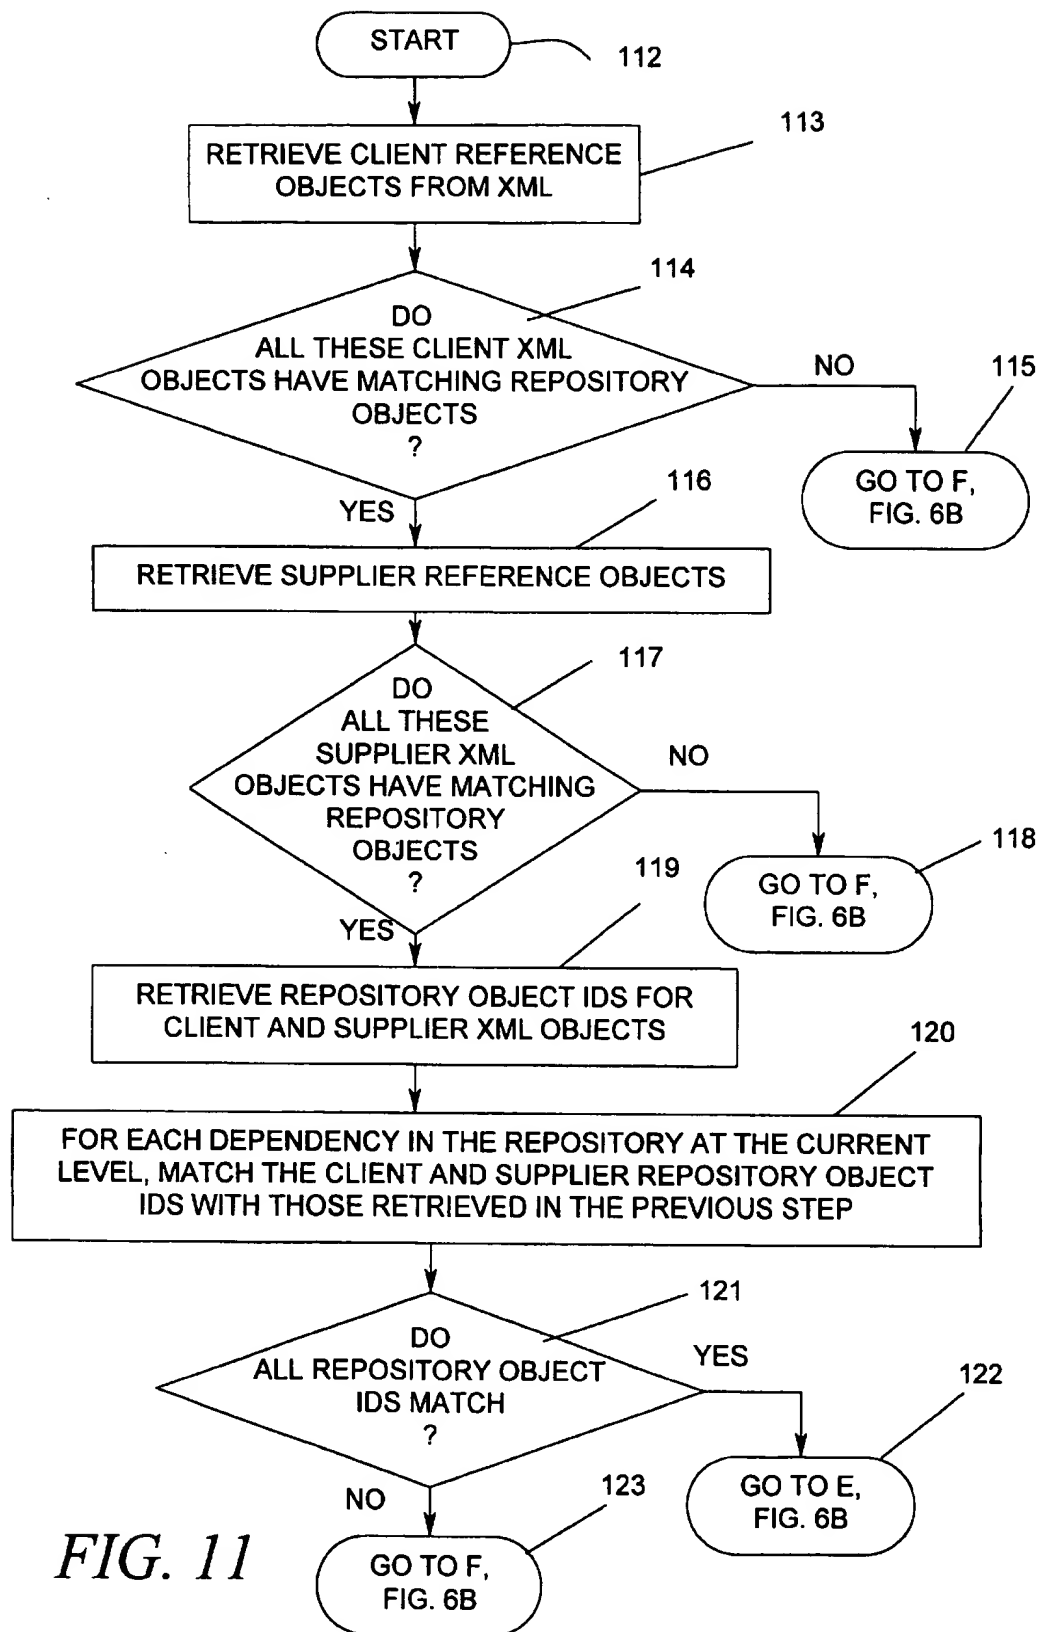 START
112
113
RETRIEVE CLIENT REFERENCE
OBJECTS FROM XML
114
DO
ALL THESE CLIENT XML
OBJECTS HAVE MATCHING REPOSITORY
OBJECTS
?
NO
115
GO TO F,
FIG. 6B
YES
116
RETRIEVE SUPPLIER REFERENCE OBJECTS
117
DO
ALL THESE
SUPPLIER XML
OBJECTS HAVE MATCHING
REPOSITORY
OBJECTS
?
NO
118
GO TO F,
FIG. 6B
YES
119
RETRIEVE REPOSITORY OBJECT IDS FOR
CLIENT AND SUPPLIER XML OBJECTS
120
FOR EACH DEPENDENCY IN THE REPOSITORY AT THE CURRENT
LEVEL, MATCH THE CLIENT AND SUPPLIER REPOSITORY OBJECT
IDS WITH THOSE RETRIEVED IN THE PREVIOUS STEP
121
DO
ALL REPOSITORY OBJECT
IDS MATCH
?
YES
122
GO TO E,
FIG. 6B
NO
123
GO TO F,
FIG. 6B
FIG. 11